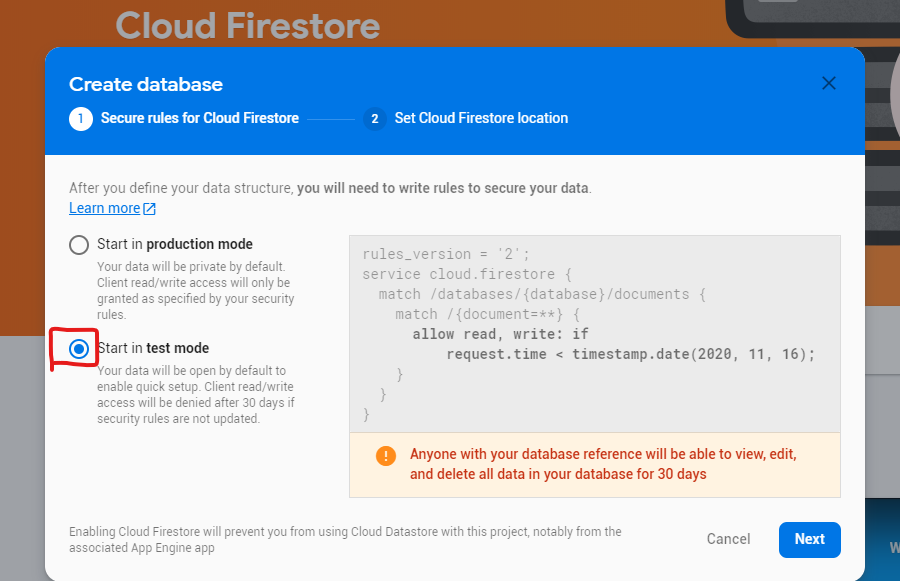 Cloud Firestore
Create database
1 Secure rules for Cloud Firestore 2 Set Cloud Firestore location
After you define your data structure, you will need to write rules to secure your data.
Learn more
Start in production mode
Your data will be private by default.
Client read/write access will only be
granted as specified by your security
rules.
Start in test mode
Your data will be open by default to
enable quick setup. Client read/write
access will be denied after 30 days if
security rules are not updated.
rules_version = '2';
service cloud.firestore {
match /databases/{database}/documents {
match /{document=**} {
allow read, write: if
request.time < timestamp.date(2020, 11, 16);
}
}
}
! Anyone with your database reference will be able to view, edit,
and delete all data in your database for 30 days
Enabling Cloud Firestore will prevent you from using Cloud Datastore with this project, notably from the
associated App Engine app
Cancel Next
W